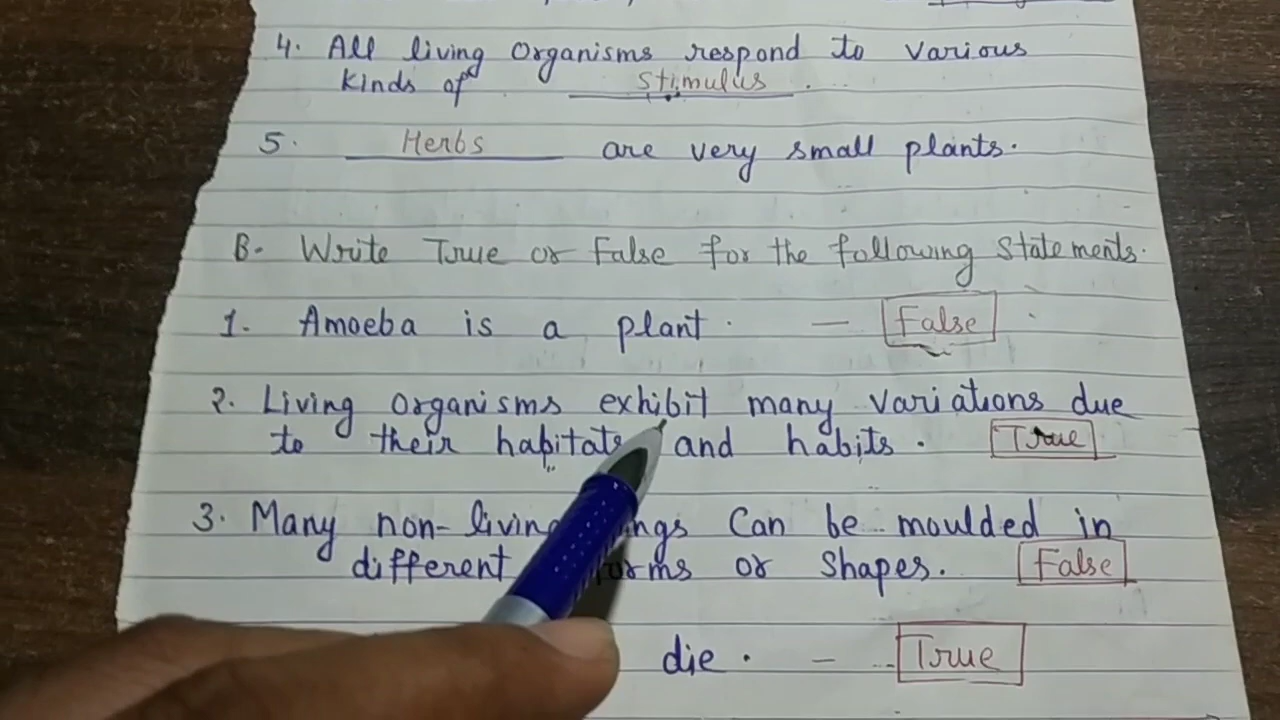 4. All living Organisms respond to various
kinds of Stimulus.
5. Herbs are very small plants.
B. Write True or False for the following Statements.
1. Amoeba is a plant. - False
2. Living organisms exhibit many variations due
to their habitats and habits. True
3. Many non-living can be moulded in
different or shapes. False
die. - True